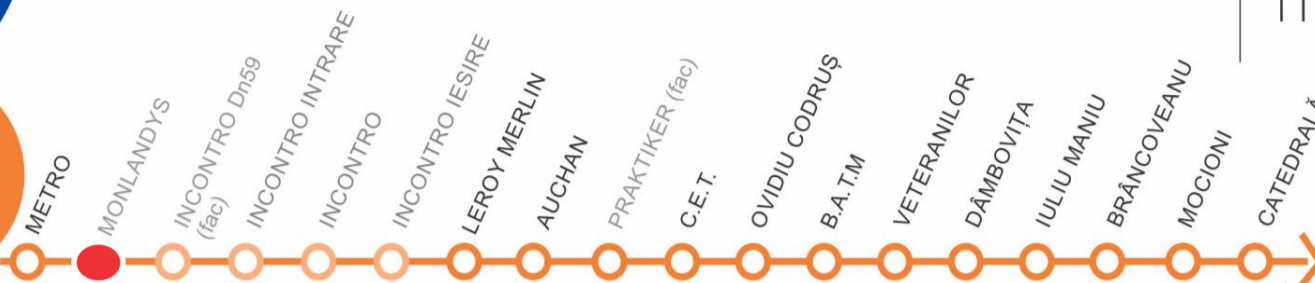 METRO
MONLANDYS
INCONTRO Dn59
(fac)
INCONTRO INTRARE
INCONTRO
INCONTRO IESIRE
LEROY MERLIN
AUCHAN
PRAKTIKER (fac)
C.E.T.
OVIDIU CODRUȘ
B.A.T.M
VETERANILOR
DÂMBOVIȚA
IULIU MANIU
BRÂNCOVEANU
MOCIONI
CATEDRALĂ